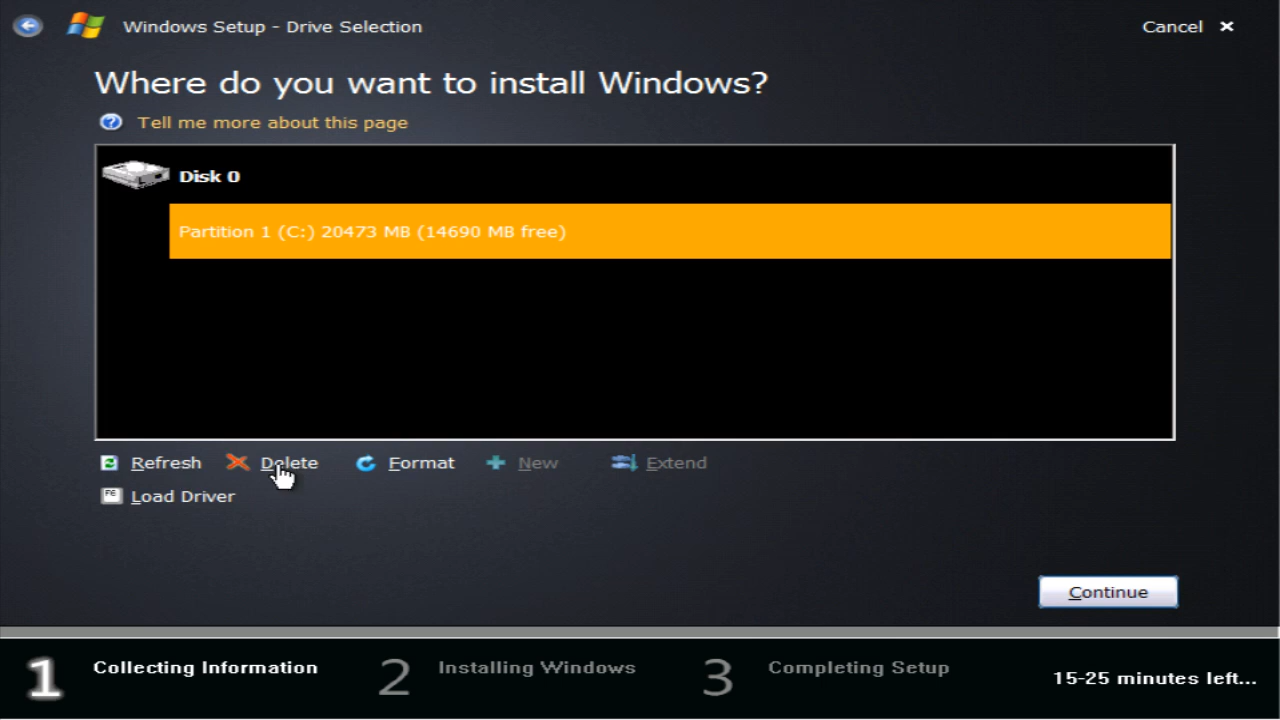 Windows Setup - Drive Selection
Cancel
Where do you want to install Windows?
Tell me more about this page
Disk 0
Partition 1 (C:) 20473 MB (14690 MB free)
Refresh Delete Format New Extend
F6 Load Driver
Continue
1 Collecting Information 2 Installing Windows 3 Completing Setup 15-25 minutes left...